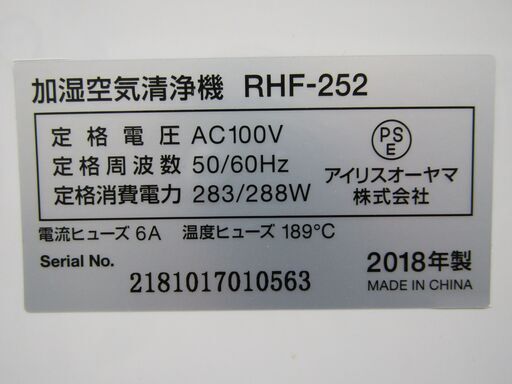 加湿空気清浄機 RHF-252
定格電圧 AC100V
定格周波数 50/60Hz
定格消費電力 283/288W
PS
E
アイリスオーヤマ
株式会社
電流ヒューズ 6A 温度ヒューズ 189℃
Serial No.
2181017010563
2018年製
MADE IN CHINA